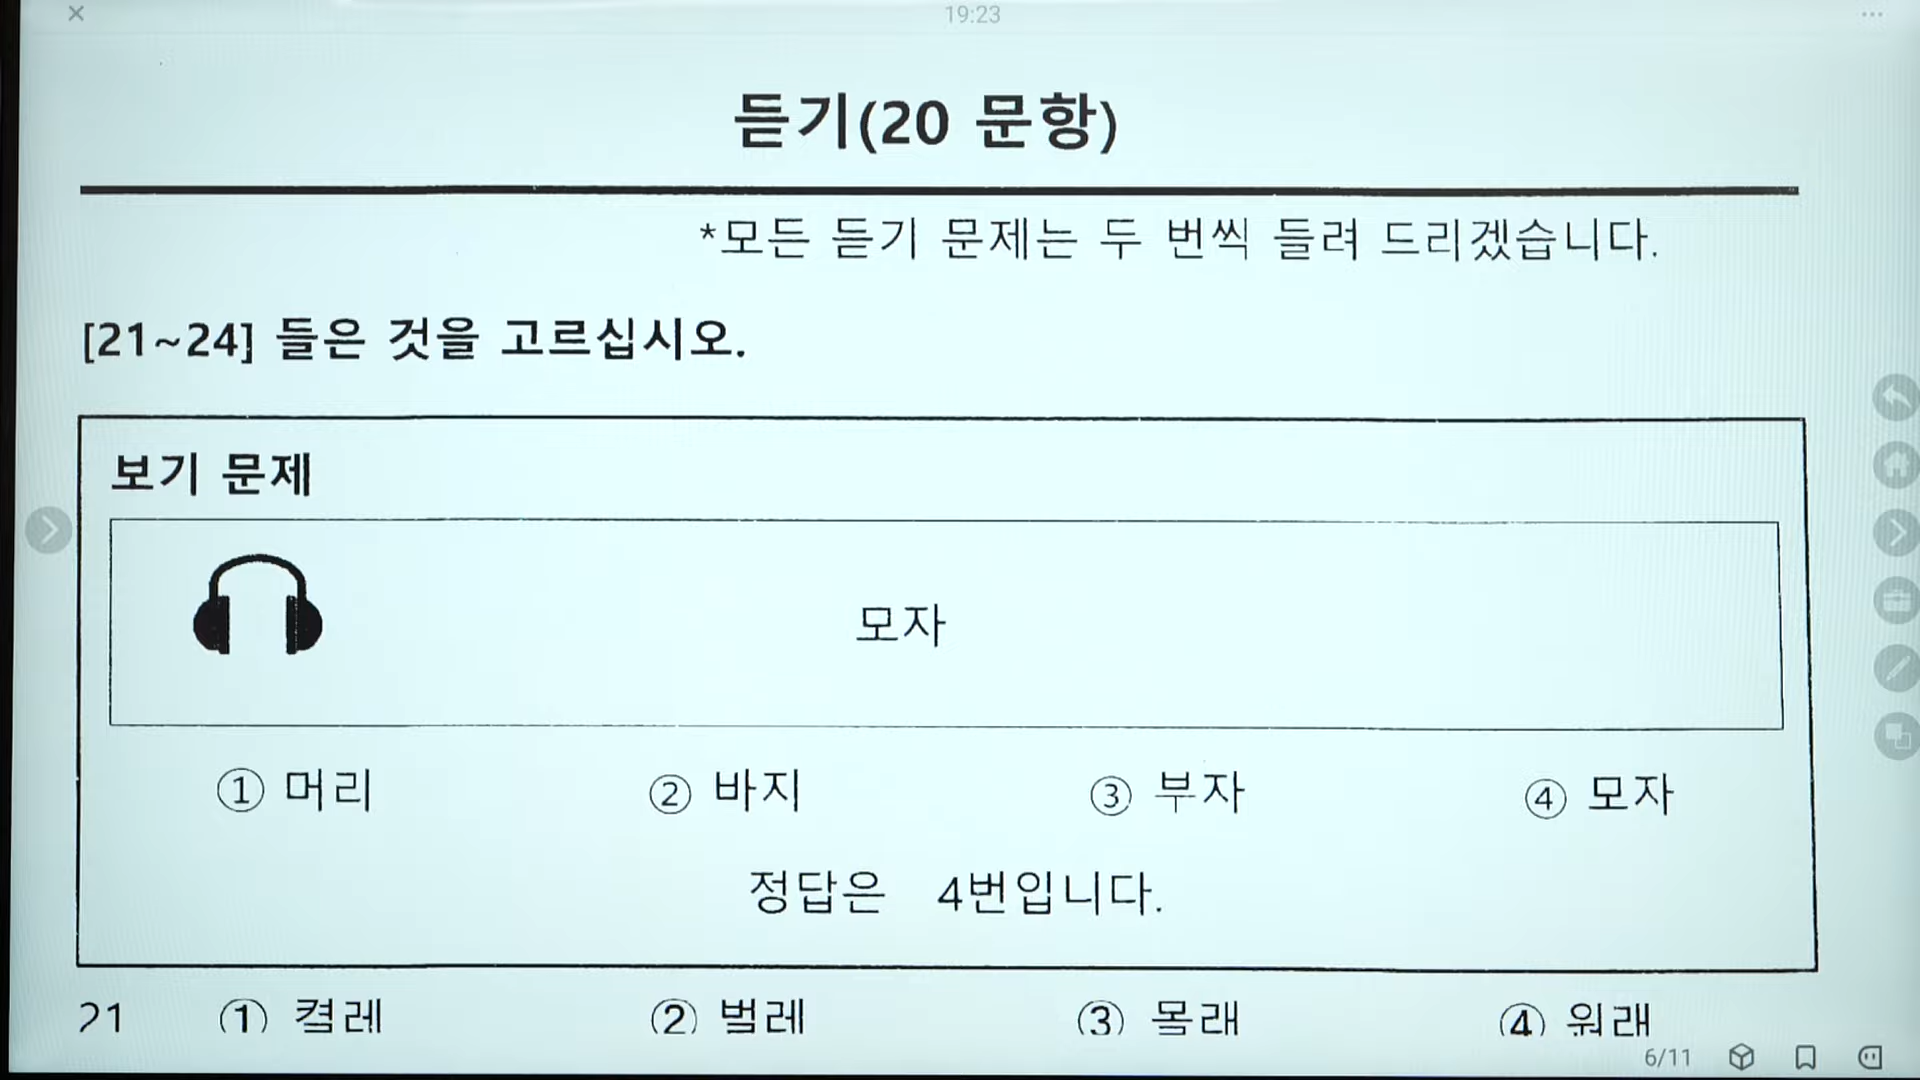 19:23
듣기(20 문항)
*모든 듣기 문제는 두 번씩 들려 드리겠습니다.
[21~24] 들은 것을 고르십시오.
보기 문제
모자
① 머리 ② 바지 ③ 부자 ④ 모자
정답은 4번입니다.
21 ① 켤레 ② 벌레 ③ 몰래 ④ 원래
6/11